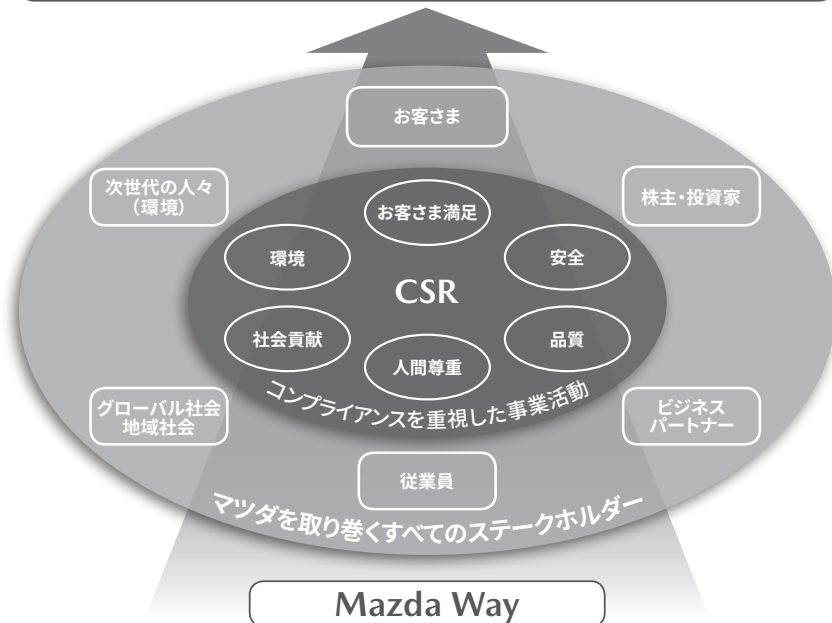 お客さま
次世代の人々
（環境）
株主・投資家
お客さま満足
環境
安全
CSR
社会貢献
品質
人間尊重
コンプライアンスを重視した事業活動
グローバル社会
地域社会
ビジネス
パートナー
従業員
マツダを取り巻くすべてのステークホルダー
Mazda Way